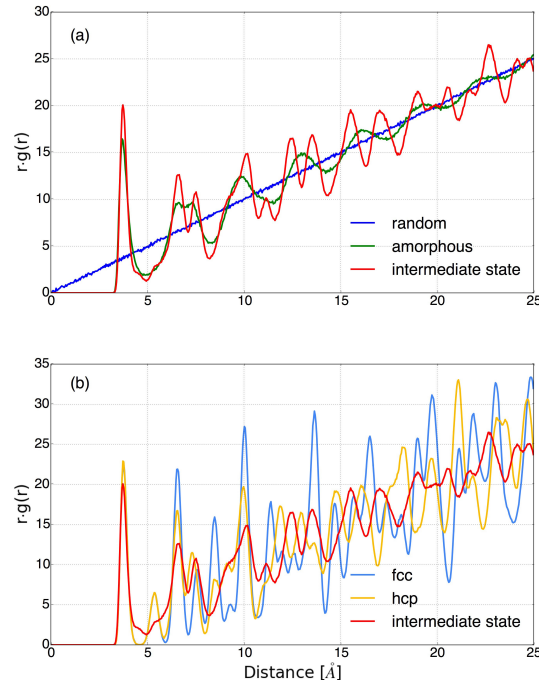 (a)
30
25
20
15
10
5
0
r·g(r)
random
amorphous
intermediate state
0 5 10 15 20 25
(b)
35
30
25
20
15
10
5
0
r·g(r)
fcc
hcp
intermediate state
0 5 10 15 20 25
Distance [Å]